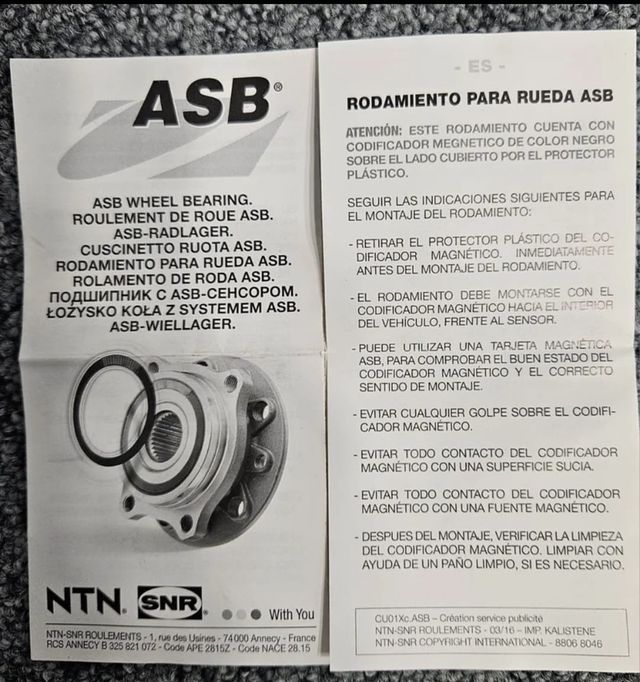 ASB®
ASB WHEEL BEARING.
ROULEMENT DE ROUE ASB.
ASB-RADLAGER.
CUSCINETTO RUOTA ASB.
RODAMIENTO PARA RUEDA ASB.
ROLAMENTO DE RODA ASB.
ПОДШИПНИК С ASB-СЕНСОРОМ.
ŁOŻYSKO KOŁA Z SYSTEMEM ASB.
ASB-WIELLAGER.
NTN® SNR® With You
NTN-SNR ROULEMENTS - 1, rue des Usines - 74000 Annecy - France
RCS ANNECY B 325 821 072 - Code APE 2815Z - Code NACE 28.15
- ES -
RODAMIENTO PARA RUEDA ASB
ATENCIÓN: ESTE RODAMIENTO CUENTA CON
CODIFICADOR MEGNETICO DE COLOR NEGRO
SOBRE EL LADO CUBIERTO POR EL PROTECTOR
PLÁSTICO.
SEGUIR LAS INDICACIONES SIGUIENTES PARA
EL MONTAJE DEL RODAMIENTO:
- RETIRAR EL PROTECTOR PLÁSTICO DEL CO-
DIFICADOR MAGNÉTICO. INMEDIATAMENTE
ANTES DEL MONTAJE DEL RODAMIENTO.
- EL RODAMIENTO DEBE MONTARSE CON EL
CODIFICADOR MAGNÉTICO HACIA EL INTERIOR
DEL VEHÍCULO, FRENTE AL SENSOR.
- PUEDE UTILIZAR UNA TARJETA MAGNÉTICA
ASB, PARA COMPROBAR EL BUEN ESTADO DEL
CODIFICADOR MAGNÉTICO Y EL CORRECTO
SENTIDO DE MONTAJE.
- EVITAR CUALQUIER GOLPE SOBRE EL CODIFI-
CADOR MAGNÉTICO.
- EVITAR TODO CONTACTO DEL CODIFICADOR
MAGNÉTICO CON UNA SUPERFICIE SUCIA.
- EVITAR TODO CONTACTO DEL CODIFICADOR
MAGNÉTICO CON UNA FUENTE MAGNÉTICO.
- DESPUES DEL MONTAJE, VERIFICAR LA LIMPIEZA
DEL CODIFICADOR MAGNÉTICO. LIMPIAR CON
AYUDA DE UN PAÑO LIMPIO, SI ES NECESARIO.
CU01Xc.ASB – Création service publicité
NTN-SNR ROULEMENTS - 03/16 – IMP. KALISTENE
NTN-SNR COPYRIGHT INTERNATIONAL - 8806 8046